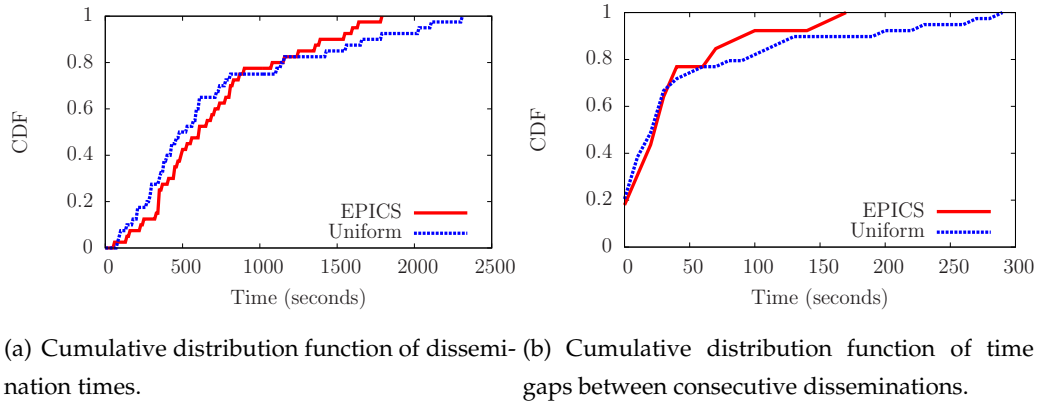 1
0.8
0.6
0.4
0.2
0
CDF
EPICS
Uniform
0 500 1000 1500 2000 2500
Time (seconds)
1
0.8
0.6
0.4
0.2
0
CDF
EPICS
Uniform
0 50 100 150 200 250 300
Time (seconds)
(a) Cumulative distribution function of dissemi-
nation times.
(b) Cumulative distribution function of time
gaps between consecutive disseminations.